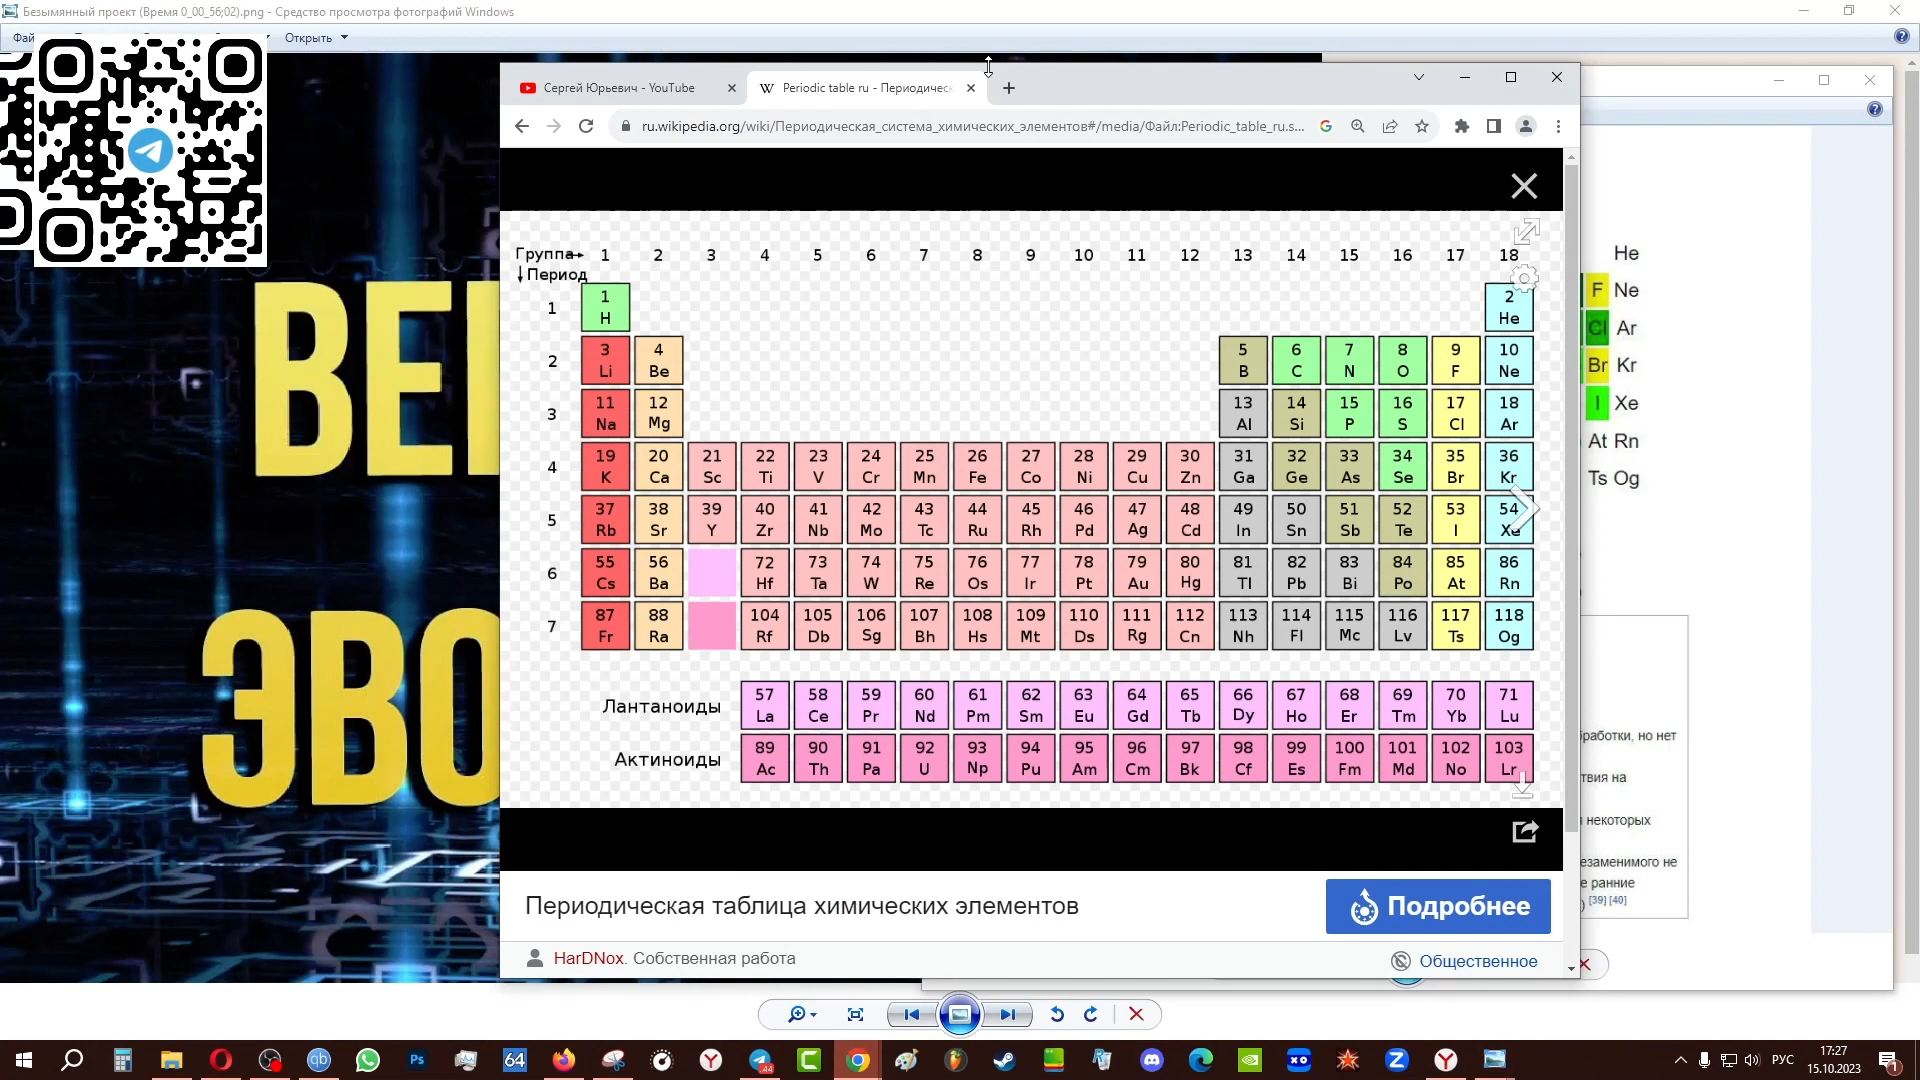 Безымянный проект (Время 0_00_56;02).png - Средство просмотра фотографий Windows
Открыть
ВЕ
ЭВО
Сергей Юрьевич - YouTube
Periodic table ru - Периодическ
ru.wikipedia.org/wiki/Периодическая_система_химических_элементов#/media/Файл:Periodic_table_ru.s...
Группа→ 1 2 3 4 5 6 7 8 9 10 11 12 13 14 15 16 17 18
↓Период
1 1 H 2 He
2 3 Li 4 Be 5 B 6 C 7 N 8 O 9 F 10 Ne
3 11 Na 12 Mg 13 Al 14 Si 15 P 16 S 17 Cl 18 Ar
4 19 K 20 Ca 21 Sc 22 Ti 23 V 24 Cr 25 Mn 26 Fe 27 Co 28 Ni 29 Cu 30 Zn 31 Ga 32 Ge 33 As 34 Se 35 Br 36 Kr
5 37 Rb 38 Sr 39 Y 40 Zr 41 Nb 42 Mo 43 Tc 44 Ru 45 Rh 46 Pd 47 Ag 48 Cd 49 In 50 Sn 51 Sb 52 Te 53 I 54 Xe
6 55 Cs 56 Ba 72 Hf 73 Ta 74 W 75 Re 76 Os 77 Ir 78 Pt 79 Au 80 Hg 81 Tl 82 Pb 83 Bi 84 Po 85 At 86 Rn
7 87 Fr 88 Ra 104 Rf 105 Db 106 Sg 107 Bh 108 Hs 109 Mt 110 Ds 111 Rg 112 Cn 113 Nh 114 Fl 115 Mc 116 Lv 117 Ts 118 Og
Лантаноиды 57 La 58 Ce 59 Pr 60 Nd 61 Pm 62 Sm 63 Eu 64 Gd 65 Tb 66 Dy 67 Ho 68 Er 69 Tm 70 Yb 71 Lu
Актиноиды 89 Ac 90 Th 91 Pa 92 U 93 Np 94 Pu 95 Am 96 Cm 97 Bk 98 Cf 99 Es 100 Fm 101 Md 102 No 103 Lr
Периодическая таблица химических элементов
Подробнее
HarDNox. Собственная работа
Общественное
He
F Ne
Cl Ar
Br Kr
I Xe
At Rn
Ts Og
работки, но нет
твия на
некоторых
езаменимого не
е ранние
) [39] [40]
64
Ps
qb
.44
РУС
17:27
15.10.2023
1